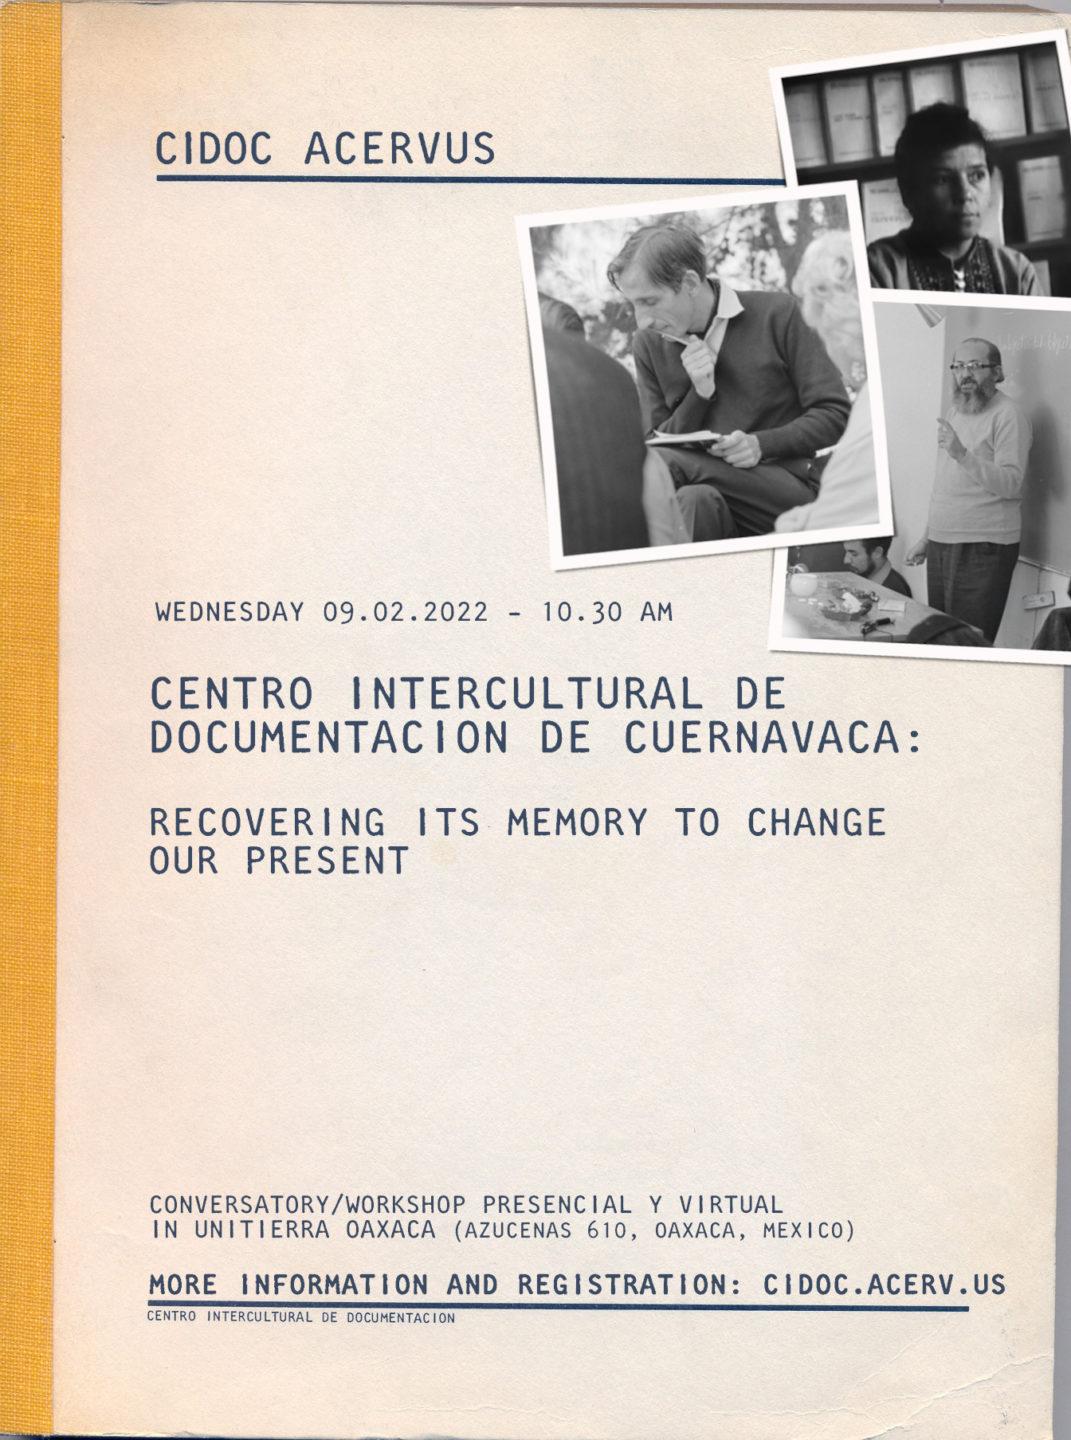 CIDOC ACERVUS
WEDNESDAY 09.02.2022 - 10.30 AM
CENTRO INTERCULTURAL DE
DOCUMENTACION DE CUERNAVACA:
RECOVERING ITS MEMORY TO CHANGE
OUR PRESENT
CONVERSATORY/WORKSHOP PRESENCIAL Y VIRTUAL
IN UNITIERRA OAXACA (AZUCENAS 610, OAXACA, MEXICO)
MORE INFORMATION AND REGISTRATION: CIDOC.ACERV.US
CENTRO INTERCULTURAL DE DOCUMENTACION